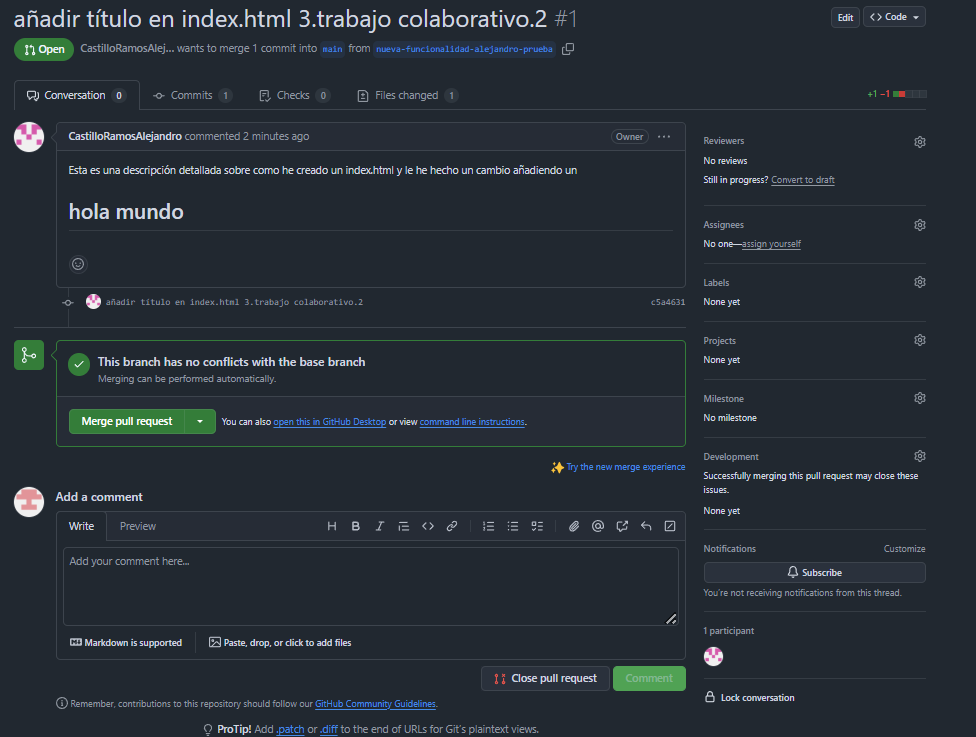 añadir título en index.html 3.trabajo colaborativo.2 #1
Edit
<> Code
Open
CastilloRamosAlej... wants to merge 1 commit into main from nueva-funcionalidad-alejandro-prueba
Conversation 0
Commits 1
Checks 0
Files changed 1
+1 −1
CastilloRamosAlejandro commented 2 minutes ago
Owner
Esta es una descripción detallada sobre como he creado un index.html y le he hecho un cambio añadiendo un
hola mundo
añadir título en index.html 3.trabajo colaborativo.2
c5a4631
This branch has no conflicts with the base branch
Merging can be performed automatically.
Merge pull request
You can also open this in GitHub Desktop or view command line instructions.
Try the new merge experience
Add a comment
Write
Preview
Add your comment here...
Markdown is supported
Paste, drop, or click to add files
Close pull request
Comment
Remember, contributions to this repository should follow our GitHub Community Guidelines.
ProTip! Add .patch or .diff to the end of URLs for Git's plaintext views.
Reviewers
No reviews
Still in progress? Convert to draft
Assignees
No one—assign yourself
Labels
None yet
Projects
None yet
Milestone
No milestone
Development
Successfully merging this pull request may close these
issues.
None yet
Notifications
Customize
Subscribe
You're not receiving notifications from this thread.
1 participant
Lock conversation